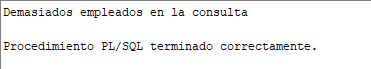 Demasiados empleados en la consulta
Procedimiento PL/SQL terminado correctamente.